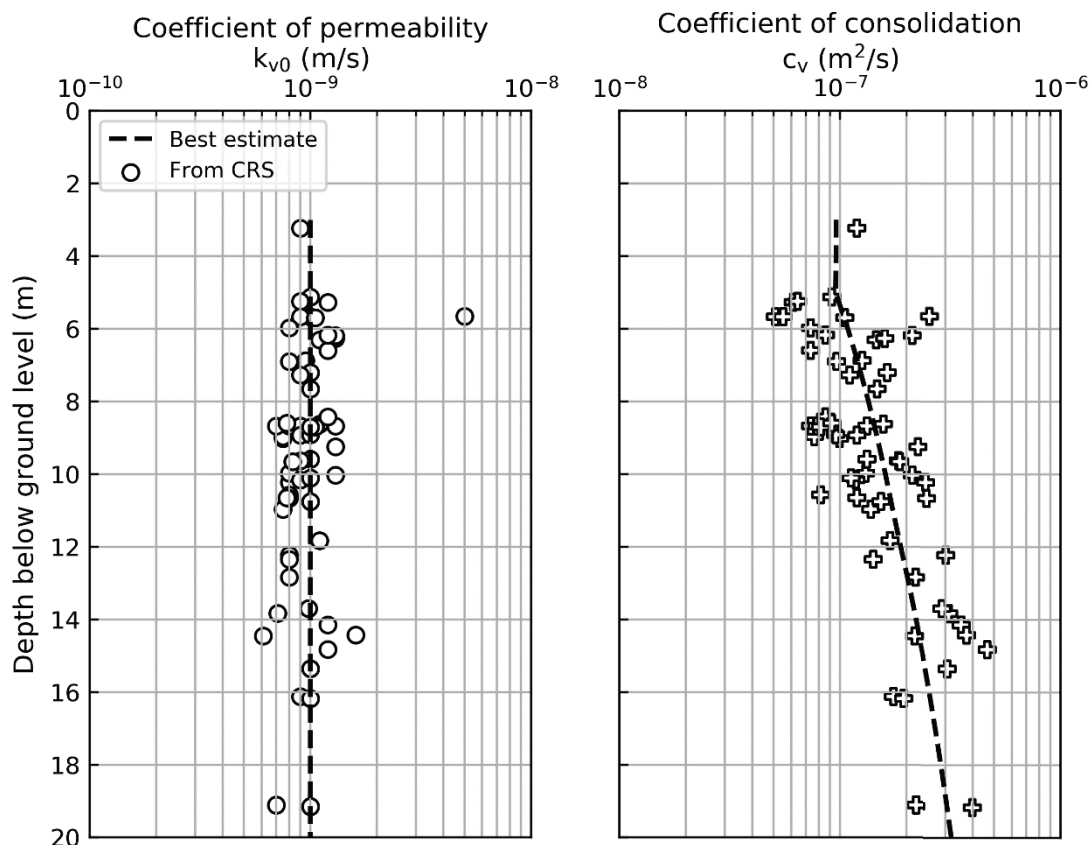 Coefficient of permeability
k_v0 (m/s)
10^-10 10^-9 10^-8
Coefficient of consolidation
c_v (m^2/s)
10^-8 10^-7 10^-6
Best estimate
From CRS
Depth below ground level (m)
0
2
4
6
8
10
12
14
16
18
20